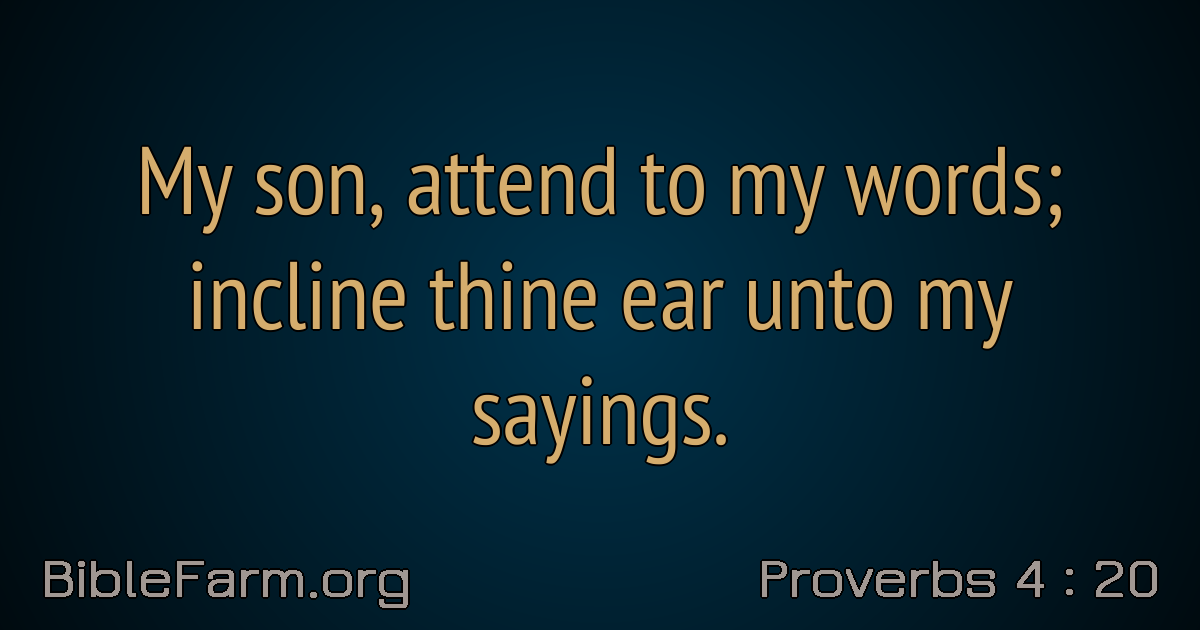 My son, attend to my words;
incline thine ear unto my
sayings.
BibleFarm.org
Proverbs 4 : 20